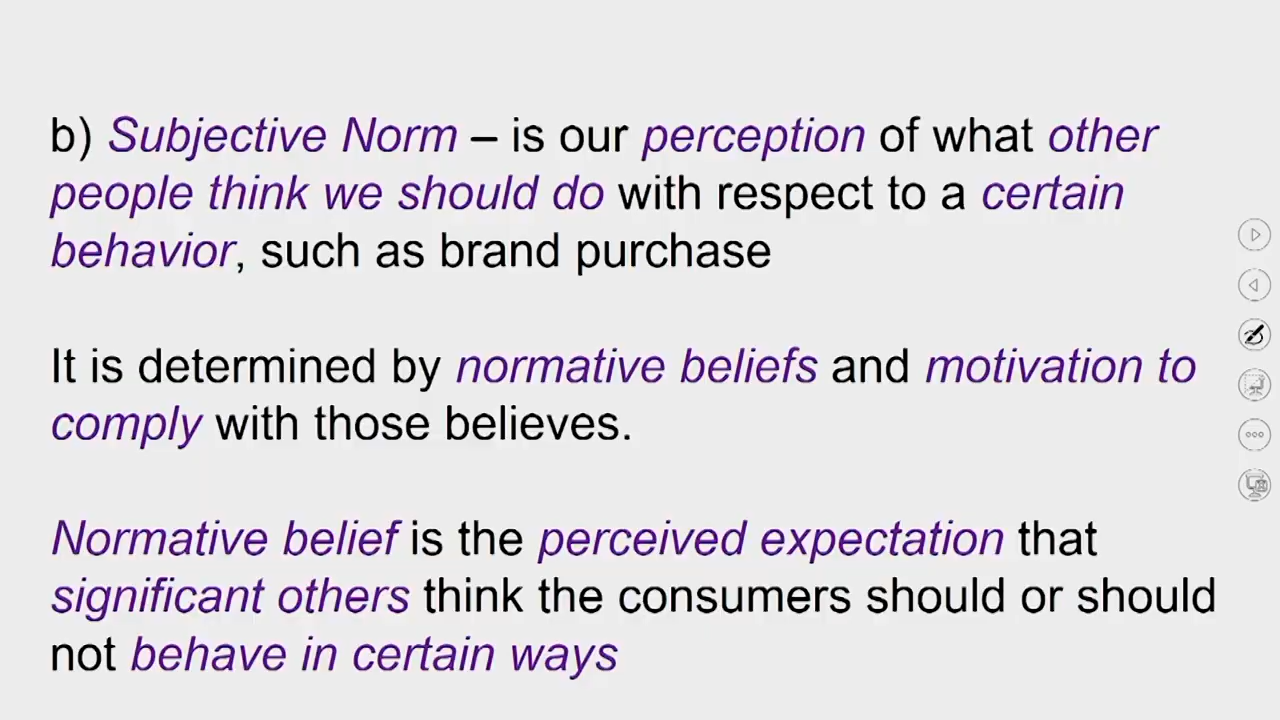 b) Subjective Norm – is our perception of what other
people think we should do with respect to a certain
behavior, such as brand purchase
It is determined by normative beliefs and motivation to
comply with those believes.
Normative belief is the perceived expectation that
significant others think the consumers should or should
not behave in certain ways